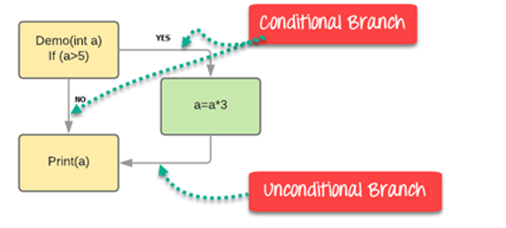 Conditional Branch
YES
Demo(int a)
If (a>5)
NO
a=a*3
Print(a)
Unconditional Branch